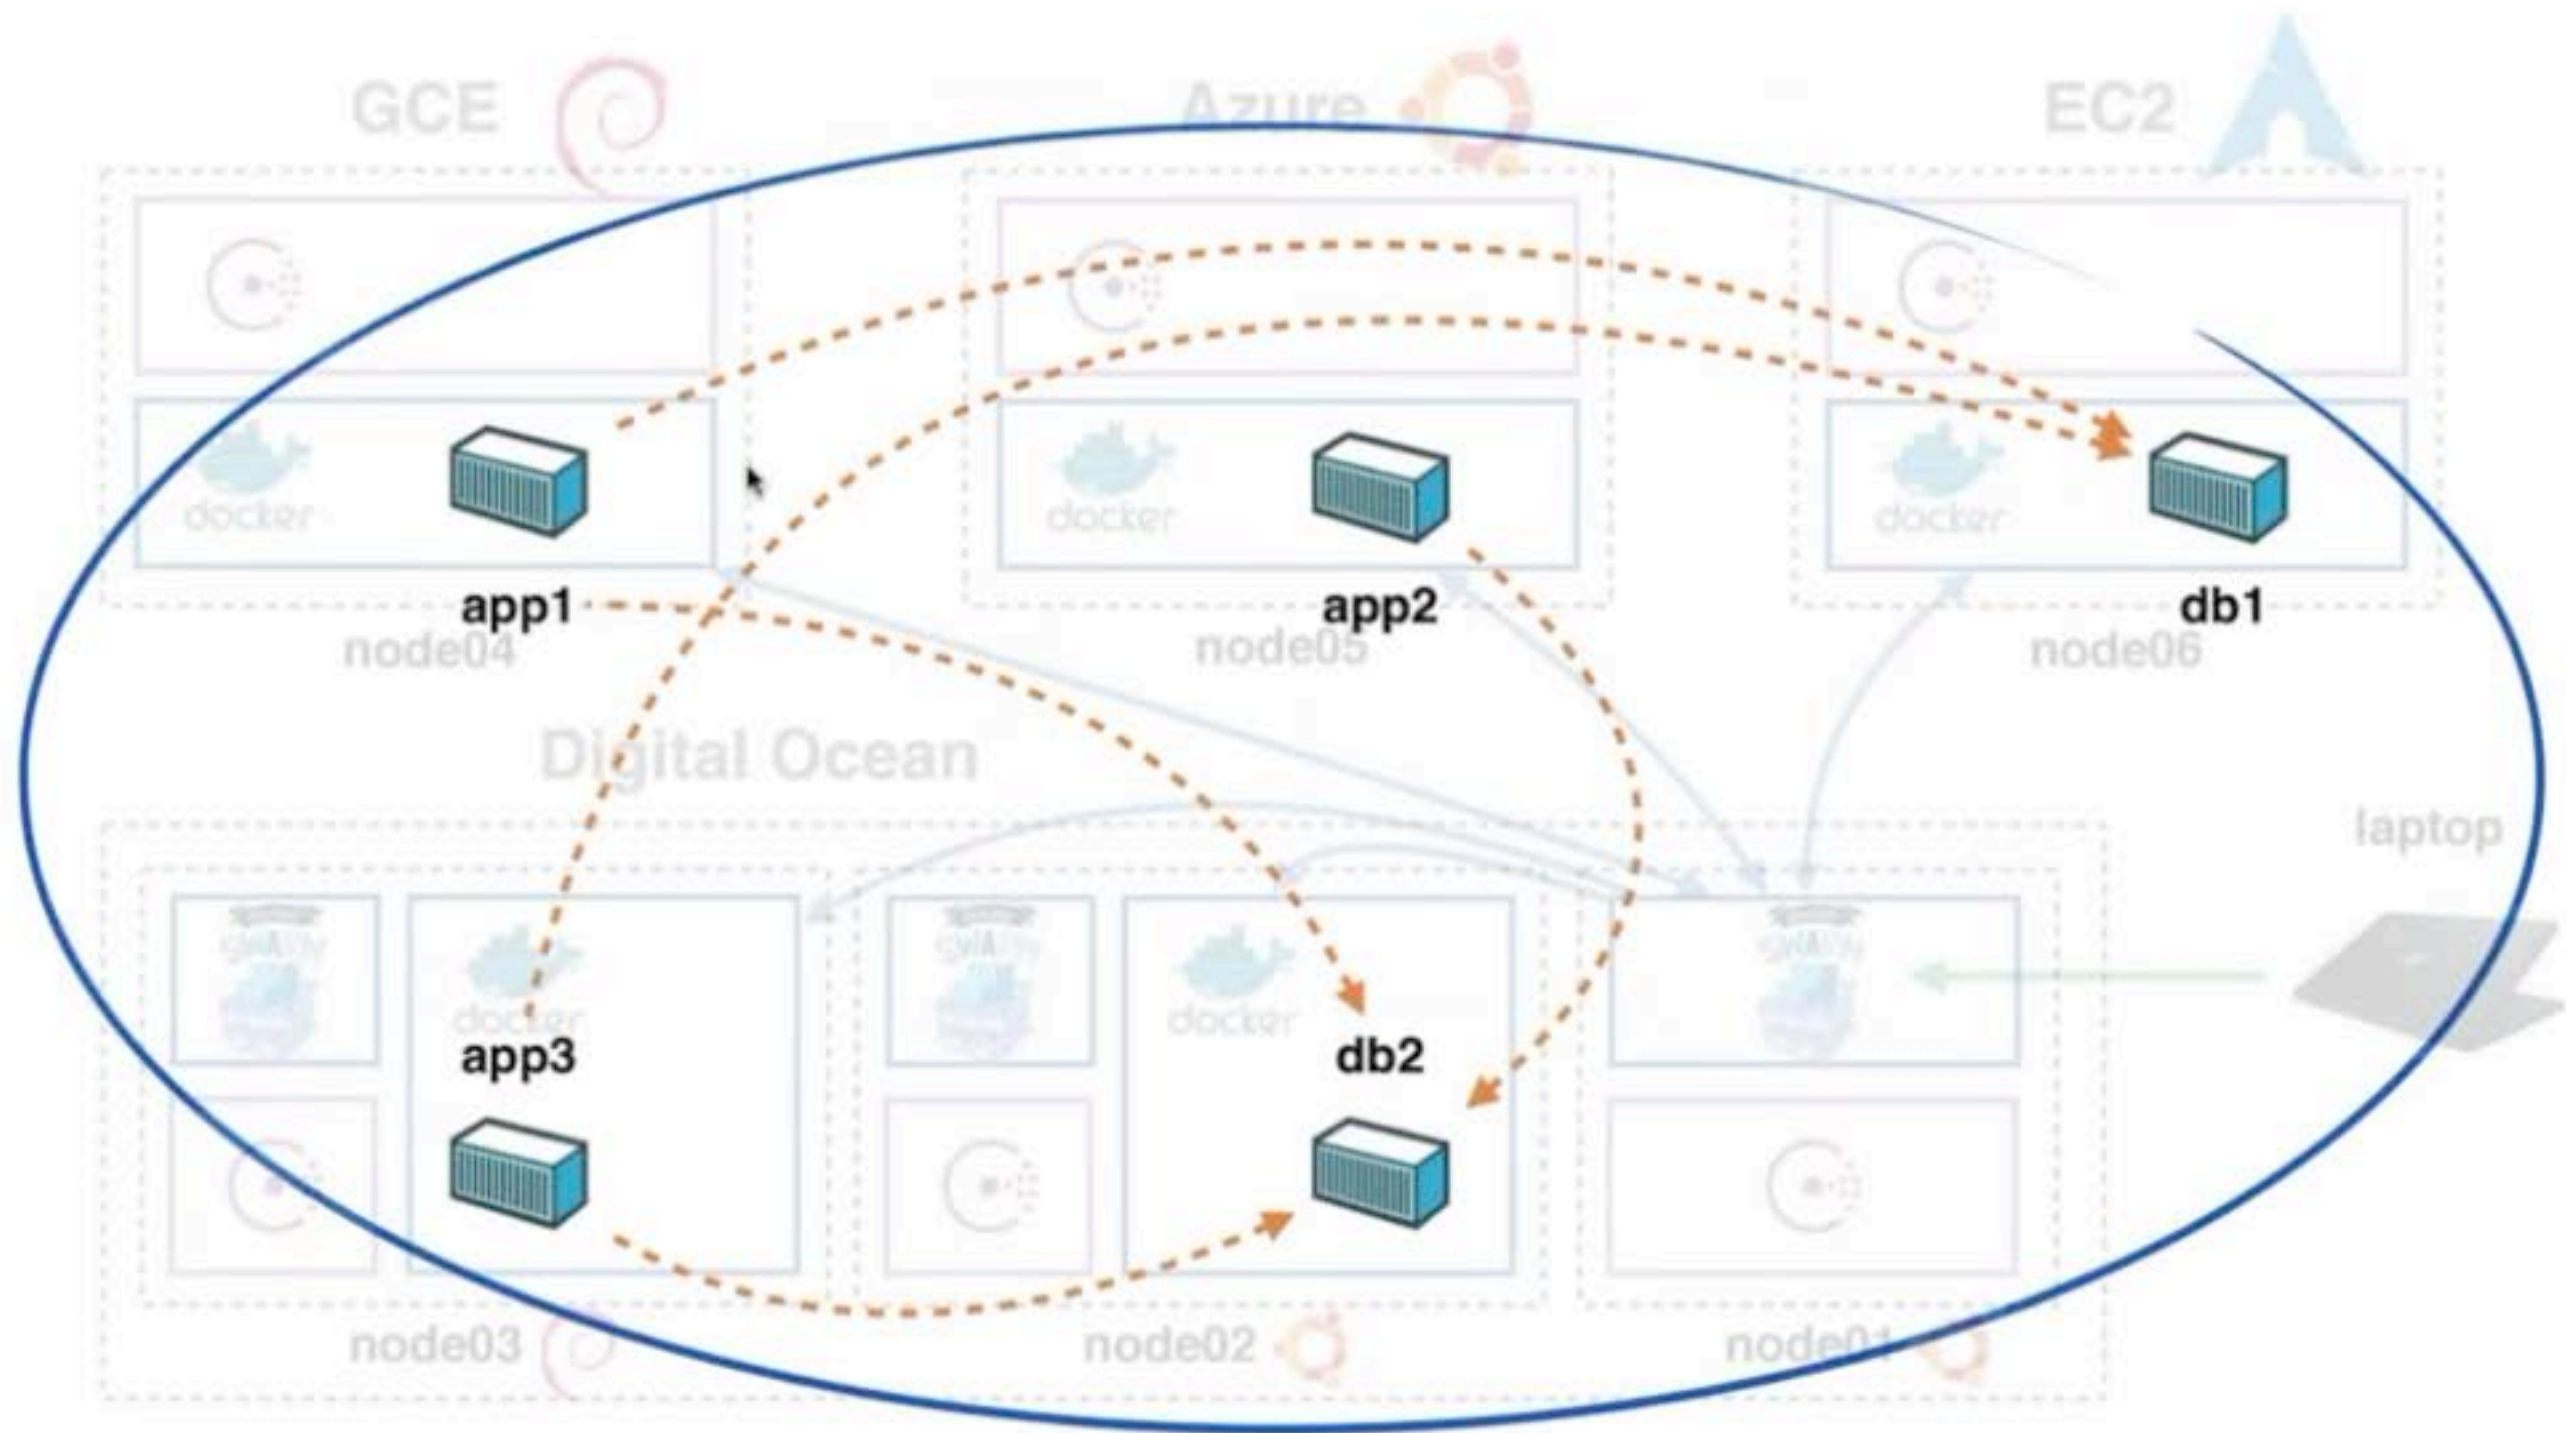 GCE
Azure
EC2
docker
docker
docker
app1
app2
db1
node04
node05
node06
Digital Ocean
laptop
docker
docker
app3
db2
node03
node02
node01